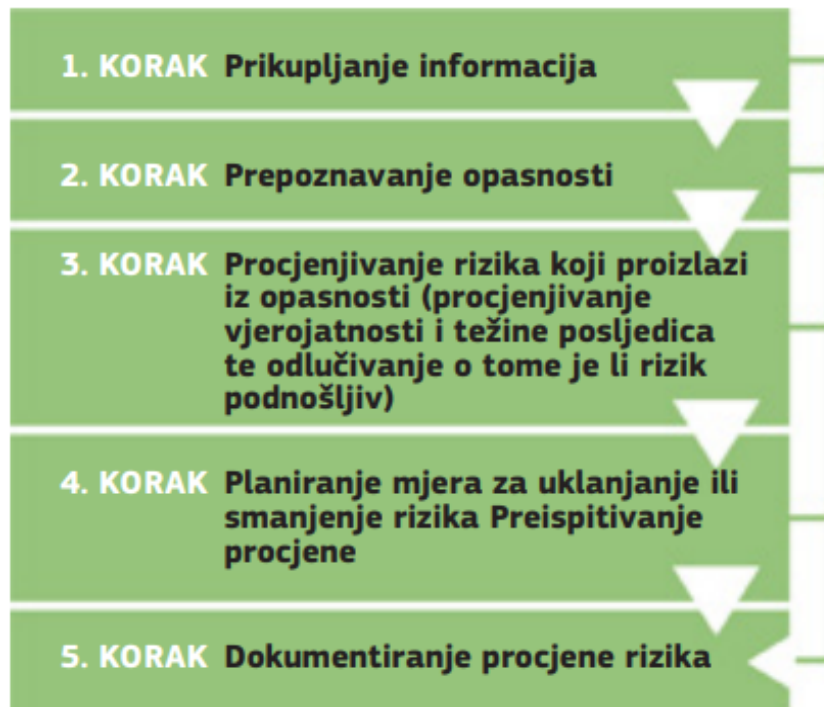 1. KORAK Prikupljanje informacija
2. KORAK Prepoznavanje opasnosti
3. KORAK Procjenjivanje rizika koji proizlazi
iz opasnosti (procjenjivanje
vjerojatnosti i težine posljedica
te odlučivanje o tome je li rizik
podnošljiv)
4. KORAK Planiranje mjera za uklanjanje ili
smanjenje rizika Preispitivanje
procjene
5. KORAK Dokumentiranje procjene rizika